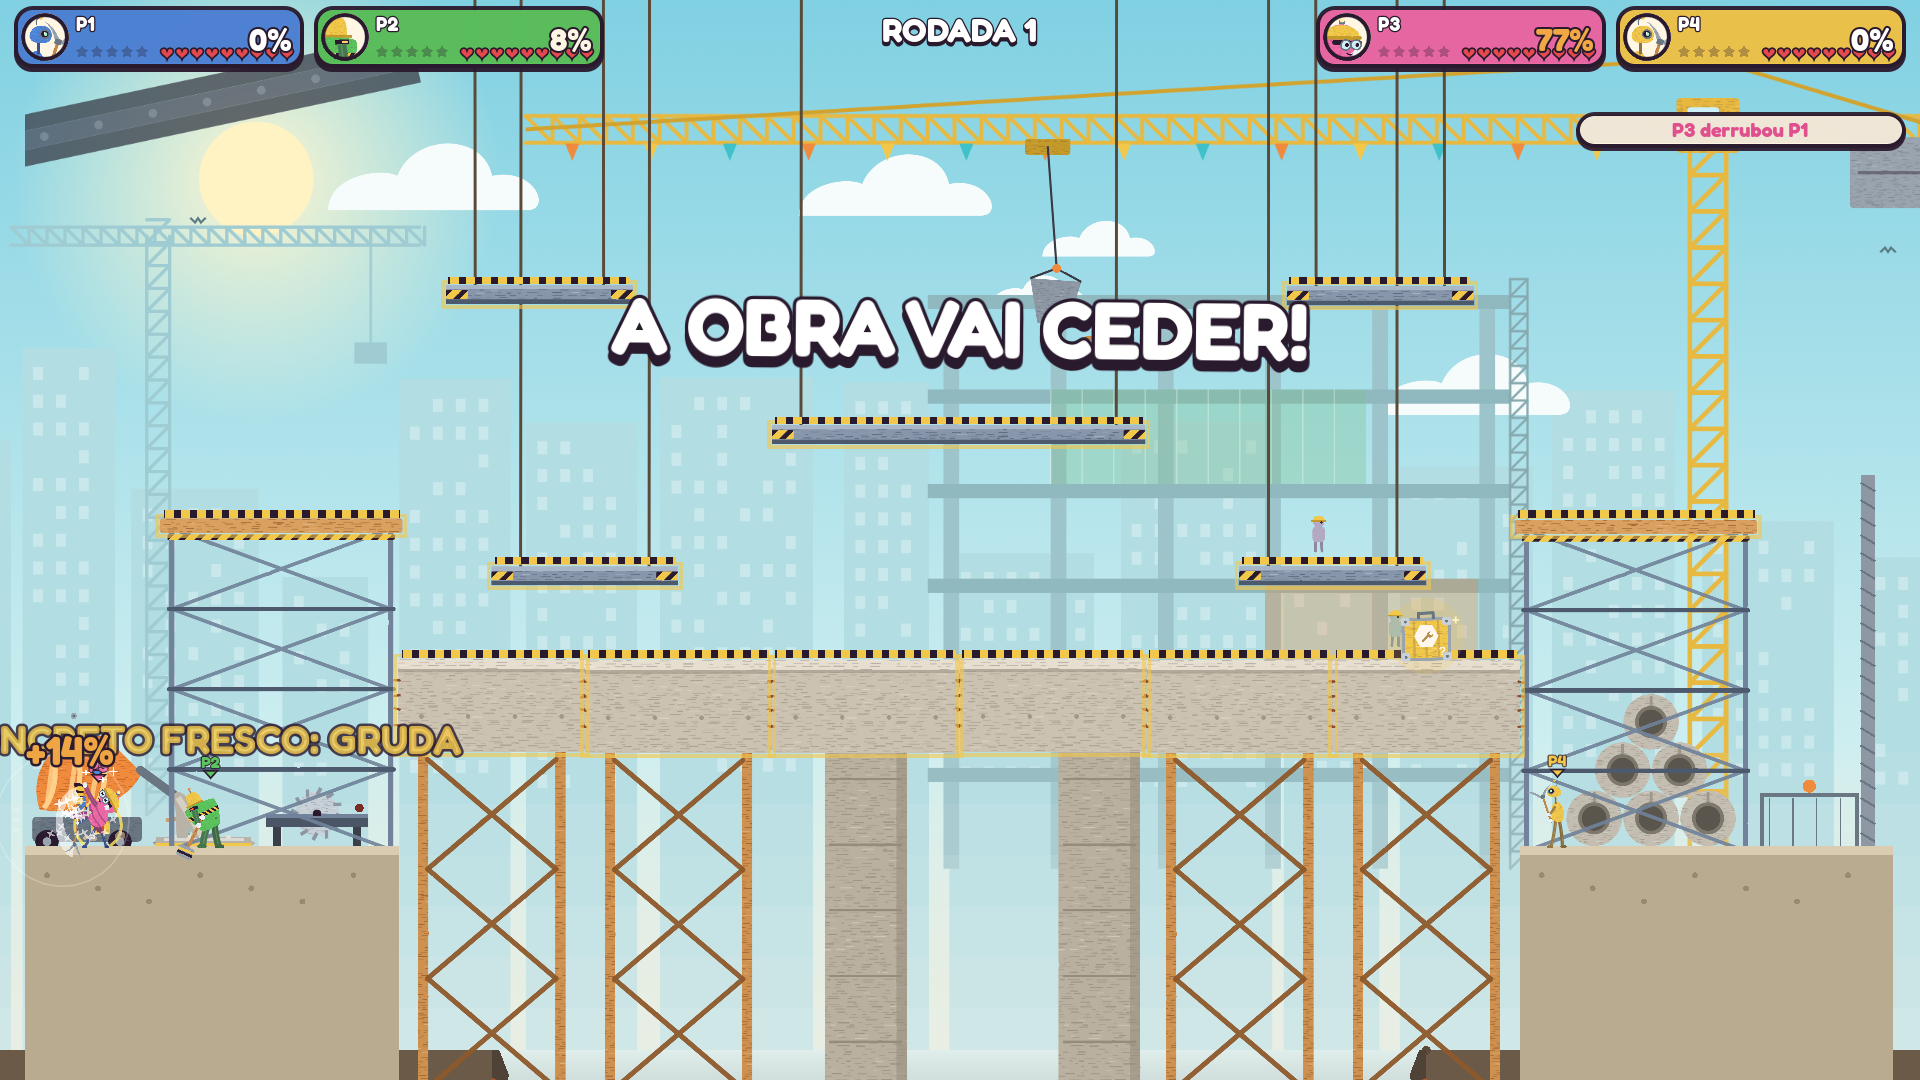 P1
0%
P2
8%
RODADA 1
P3
77%
P4
0%
P3 derrubou P1
A OBRA VAI CEDER!
NCRETO FRESCO: GRUDA
+14%
P2
P4